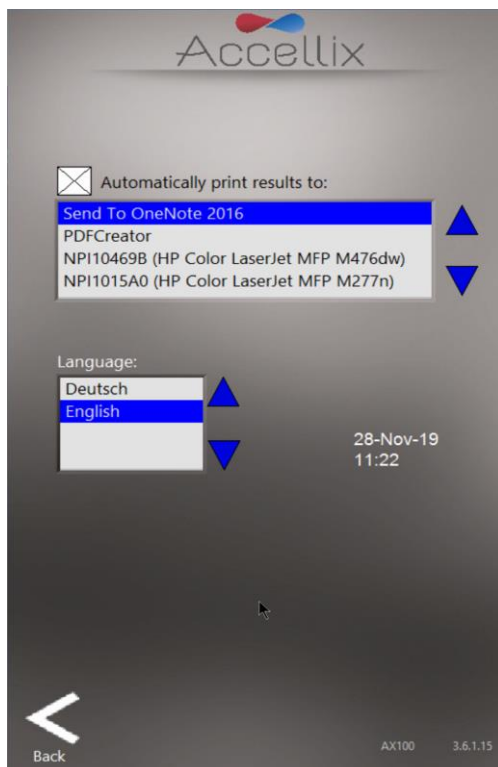 Accellix
Automatically print results to:
Send To OneNote 2016
PDFCreator
NPI10469B (HP Color LaserJet MFP M476dw)
NPI1015A0 (HP Color LaserJet MFP M277n)
Language:
Deutsch
English
28-Nov-19
11:22
Back
AX100 3.6.1.15